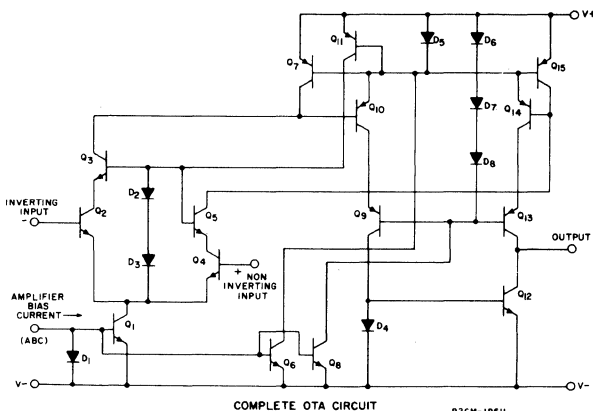 V+
Q11
D5
D6
Q7
Q15
Q10
D7
Q14
Q3
D8
D2
Q5
INVERTING
INPUT
-
Q2
Q9
Q13
D3
Q4
OUTPUT
+
NON
INVERTING
INPUT
AMPLIFIER
BIAS
CURRENT
(ABC)
Q1
Q12
D4
D1
Q6
Q8
V-
V-
COMPLETE OTA CIRCUIT